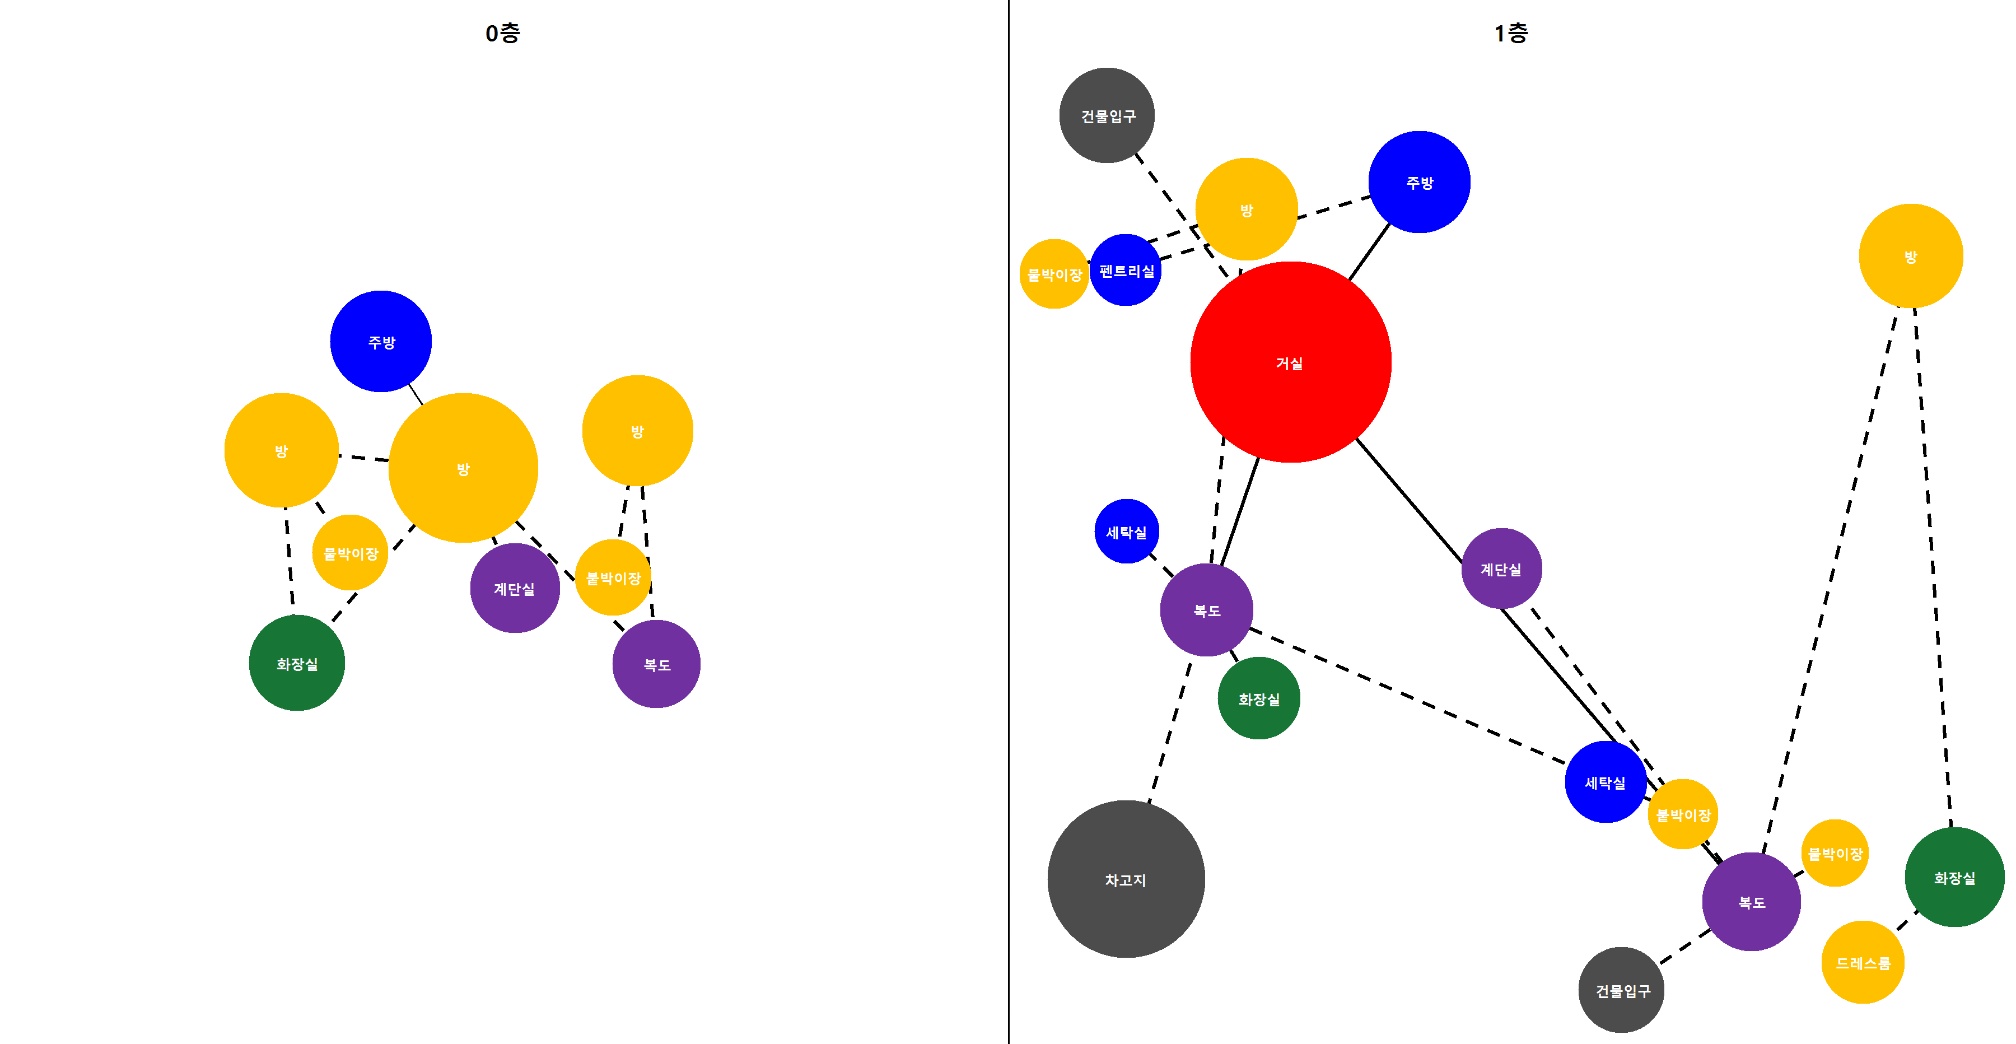 0층
주방
방
방
방
붙박이장
계단실
붙박이장
화장실
복도
1층
건물입구
주방
방
붙박이장
펜트리실
방
거실
세탁실
계단실
복도
화장실
세탁실
붙박이장
차고지
붙박이장
화장실
복도
드레스룸
건물입구